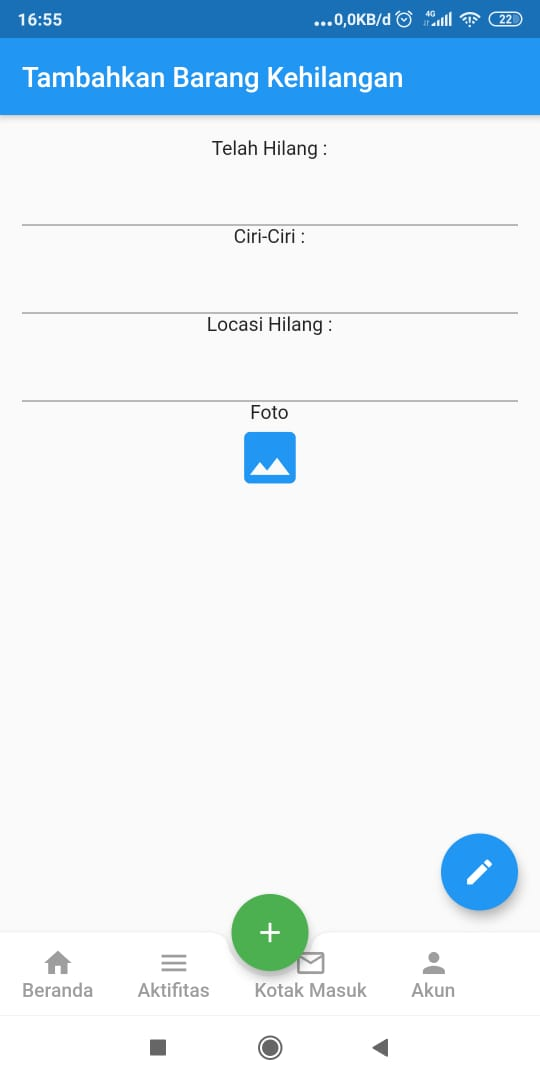 16:55
...0,0KB/d 4G 22
Tambahkan Barang Kehilangan
Telah Hilang :
Ciri-Ciri :
Locasi Hilang :
Foto
Beranda Aktifitas Kotak Masuk Akun